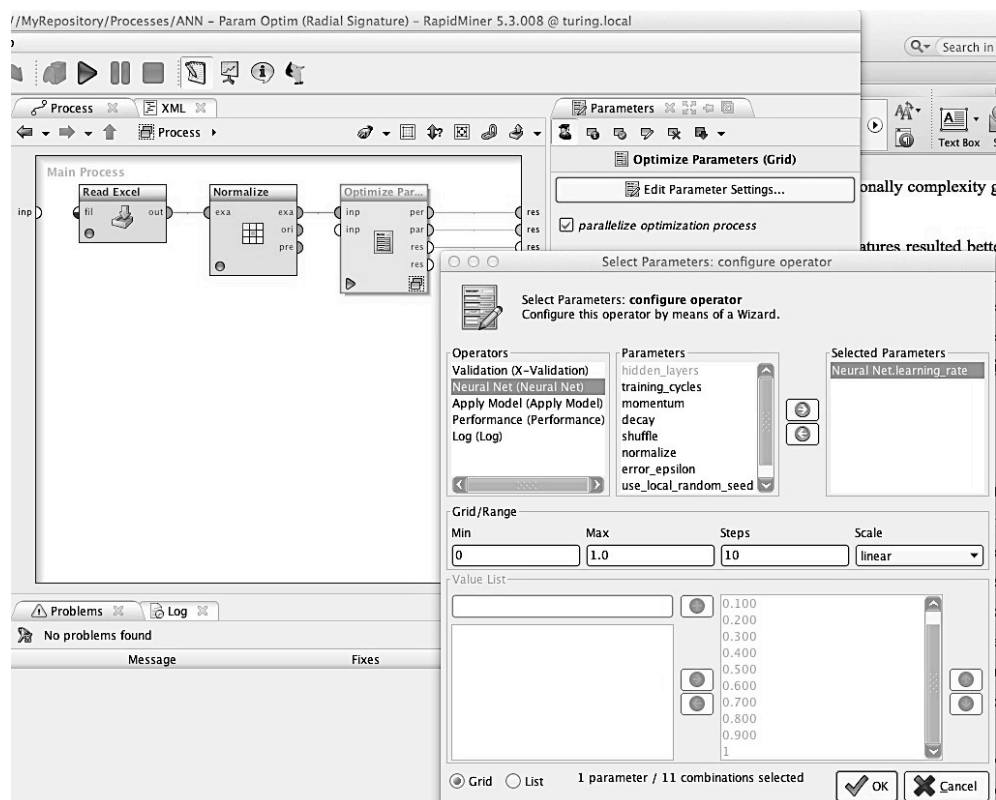 //MyRepository/Processes/ANN – Param Optim (Radial Signature) – RapidMiner 5.3.008 @ turing.local
Search in
Process
XML
Process
Main Process
Read Excel
fil
out
Normalize
exa
exa
ori
pre
Optimize Par...
inp
per
inp
par
res
res
inp
res
res
res
Parameters
Optimize Parameters (Grid)
Edit Parameter Settings...
parallelize optimization process
Text Box
onally complexity g
atures resulted bette
Select Parameters: configure operator
Select Parameters: configure operator
Configure this operator by means of a Wizard.
Operators
Validation (X-Validation)
Neural Net (Neural Net)
Apply Model (Apply Model)
Performance (Performance)
Log (Log)
Parameters
hidden_layers
training_cycles
momentum
decay
shuffle
normalize
error_epsilon
use_local_random_seed
Selected Parameters
Neural Net.learning_rate
Grid/Range
Min
Max
Steps
Scale
0
1.0
10
linear
Value List
0.100
0.200
0.300
0.400
0.500
0.600
0.700
0.800
0.900
1
Grid
List
1 parameter / 11 combinations selected
OK
Cancel
Problems
Log
No problems found
Message
Fixes